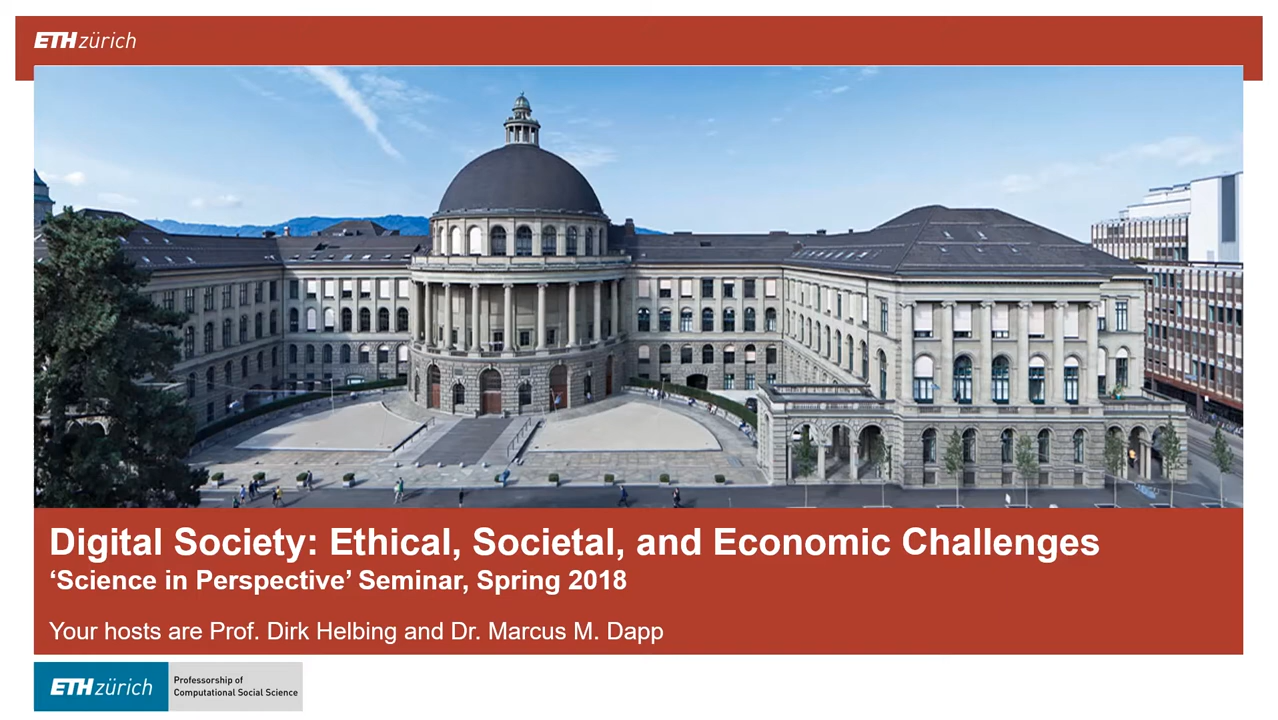 ETH zürich
Digital Society: Ethical, Societal, and Economic Challenges
‘Science in Perspective’ Seminar, Spring 2018
Your hosts are Prof. Dirk Helbing and Dr. Marcus M. Dapp
ETH zürich
Professorship of
Computational Social Science